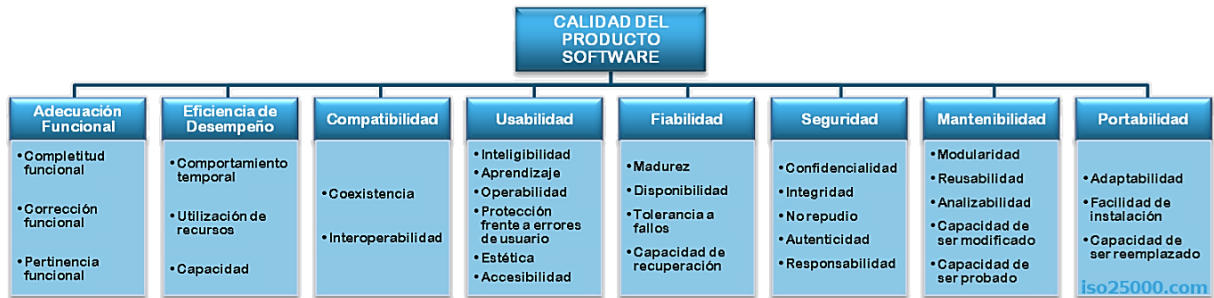 CALIDAD DEL
PRODUCTO
SOFTWARE
Adecuación
Funcional
• Completitud
funcional
• Corrección
funcional
• Pertinencia
funcional
Eficiencia de
Desempeño
• Comportamiento
temporal
• Utilización de
recursos
• Capacidad
Compatibilidad
• Coexistencia
• Interoperabilidad
Usabilidad
• Inteligibilidad
• Aprendizaje
• Operabilidad
• Protección
frente a errores
de usuario
• Estética
• Accesibilidad
Fiabilidad
• Madurez
• Disponibilidad
• Tolerancia a
fallos
• Capacidad de
recuperación
Seguridad
• Confidencialidad
• Integridad
• No repudio
• Autenticidad
• Responsabilidad
Mantenibilidad
• Modularidad
• Reusabilidad
• Analizabilidad
• Capacidad de
ser modificado
• Capacidad de
ser probado
Portabilidad
• Adaptabilidad
• Facilidad de
instalación
• Capacidad de
ser reemplazado
iso25000.com